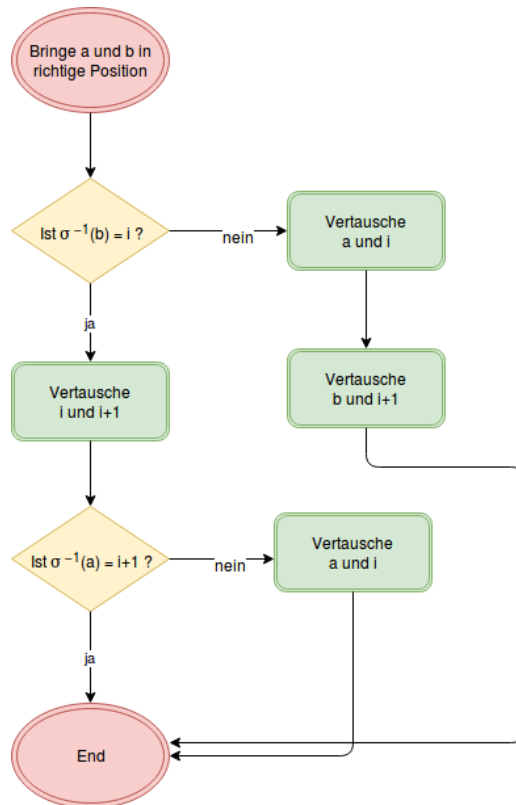 Bringe a und b in
richtige Position
Ist σ⁻¹(b) = i ?
nein
Vertausche
a und i
ja
Vertausche
i und i+1
Vertausche
b und i+1
Ist σ⁻¹(a) = i+1 ?
nein
Vertausche
a und i
ja
End